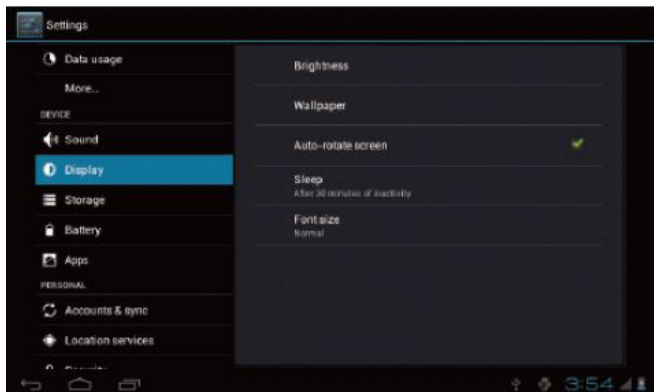 Settings
Data usage
More..
DEVICE
Sound
Display
Storage
Battery
Apps
PERSONAL
Accounts & sync
Location services
Security
Brightness
Wallpaper
Auto-rotate screen
Sleep
After 30 minutes of inactivity
Font size
Normal
3:54